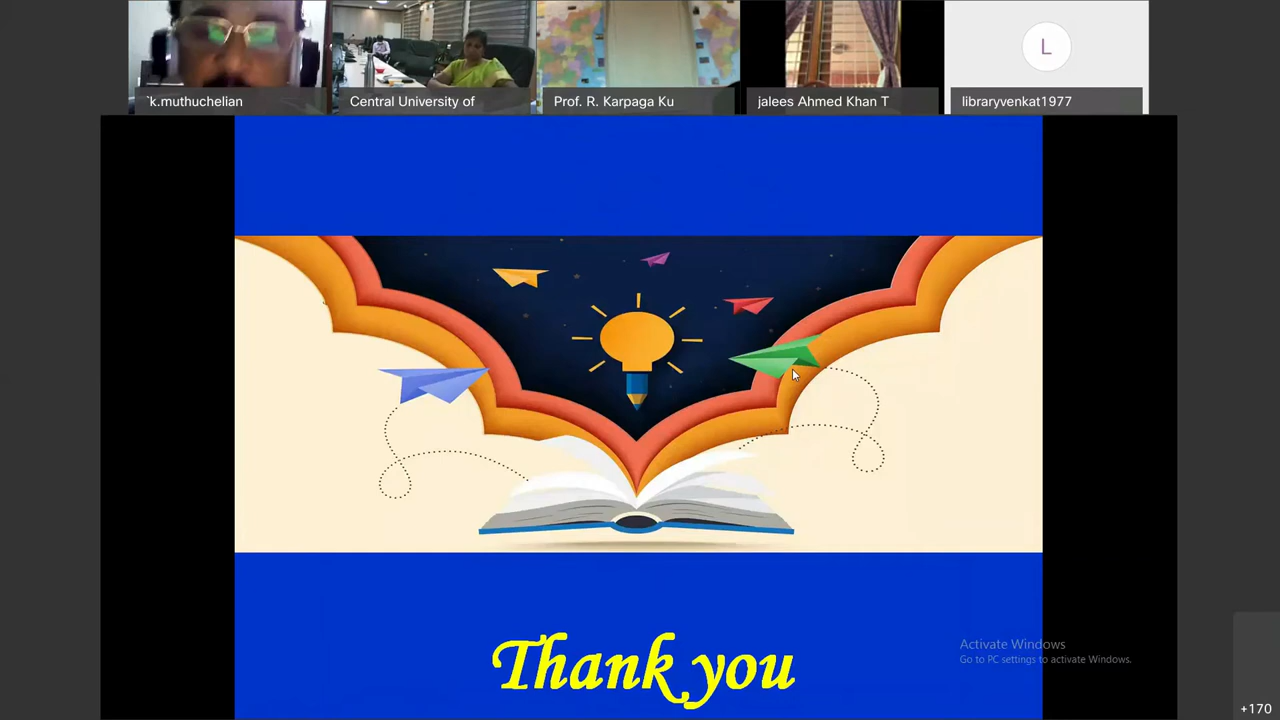 `k.muthuchelian
Central University of
Prof. R. Karpaga Ku
jalees Ahmed Khan T
L
libraryvenkat1977
Thank you
Activate Windows
Go to PC settings to activate Windows.
+170